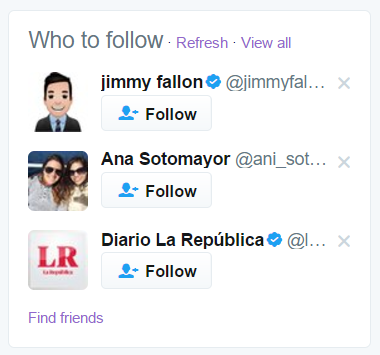 Who to follow · Refresh · View all
jimmy fallon @jimmyfal...
Follow
Ana Sotomayor @ani_sot...
Follow
LR
La República
Diario La República @l...
Follow
Find friends